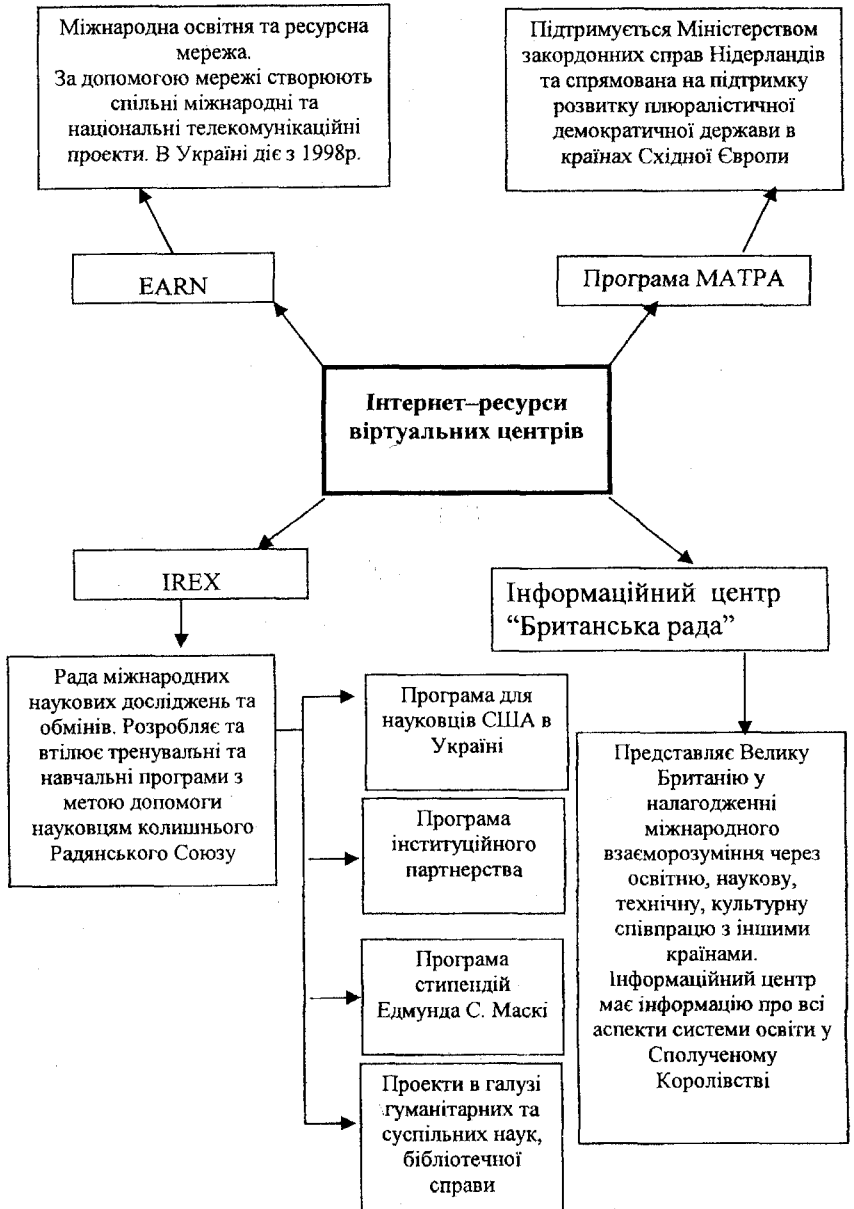 Міжнародна освітня та ресурсна
мережа.
За допомогою мережі створюють
спільні міжнародні та
національні телекомунікаційні
проекти. В Україні діє з 1998р.
Підтримується Міністерством
закордонних справ Нідерландів
та спрямована на підтримку
розвитку плюралістичної
демократичної держави в
країнах Східної Європи
EARN
Програма МАТРА
Інтернет–ресурси
віртуальних центрів
IREX
Інформаційний центр
“Британська рада”
Рада міжнародних
наукових досліджень та
обмінів. Розробляє та
втілює тренувальні та
навчальні програми з
метою допомоги
науковцям колишнього
Радянського Союзу
Програма для
науковців США в
Україні
Програма
інституційного
партнерства
Програма
стипендій
Едмунда С. Маскі
Проекти в галузі
гуманітарних та
суспільних наук,
бібліотечної
справи
Представляє Велику
Британію у
налагодженні
міжнародного
взаєморозуміння через
освітню, наукову,
технічну, культурну
співпрацю з іншими
країнами.
Інформаційний центр
має інформацію про всі
аспекти системи освіти у
Сполученому
Королівстві